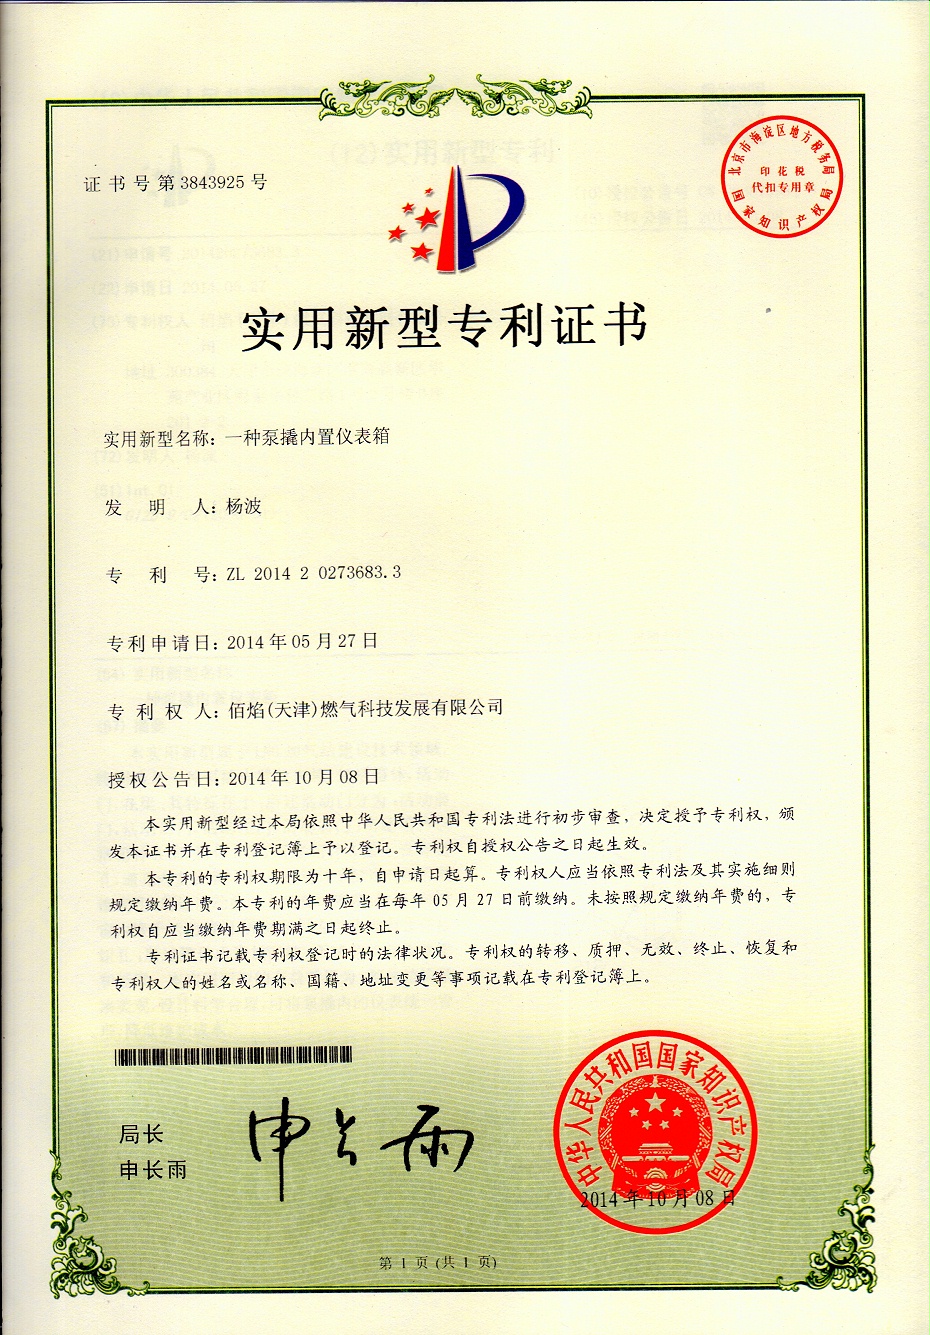 证书号第3843925号
北京市海淀区地方税务局
印花税
代扣专用章
国家知识产权局
实用新型专利证书
实用新型名称：一种泵撬内置仪表箱
发明人：杨波
专利号：ZL 2014 2 0273683.3
专利申请日：2014年05月27日
专利权人：佰焰(天津)燃气科技发展有限公司
授权公告日：2014年10月08日
本实用新型经过本局依照中华人民共和国专利法进行初步审查，决定授予专利权，颁
发本证书并在专利登记簿上予以登记。专利权自授权公告之日起生效。
本专利的专利权期限为十年，自申请日起算。专利权人应当依照专利法及其实施细则
规定缴纳年费。本专利的年费应当在每年05月27日前缴纳。未按照规定缴纳年费的，专
利权自应当缴纳年费期满之日起终止。
专利证书记载专利权登记时的法律状况。专利权的转移、质押、无效、终止、恢复和
专利权人的姓名或名称、国籍、地址变更等事项记载在专利登记簿上。
局长
申长雨
申长雨
中华人民共和国国家知识产权局
2014年10月08日
第1页(共1页)